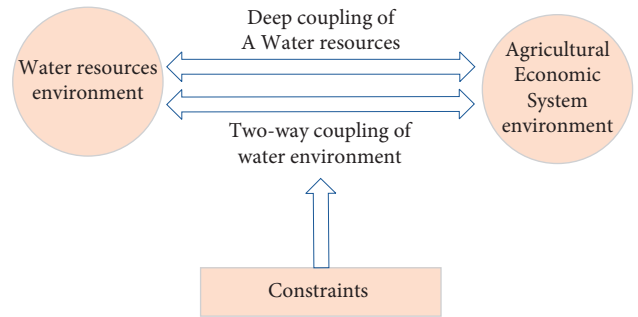 Deep coupling of
A Water resources
Water resources
environment
Agricultural
Economic
System
environment
Two-way coupling of
water environment
Constraints